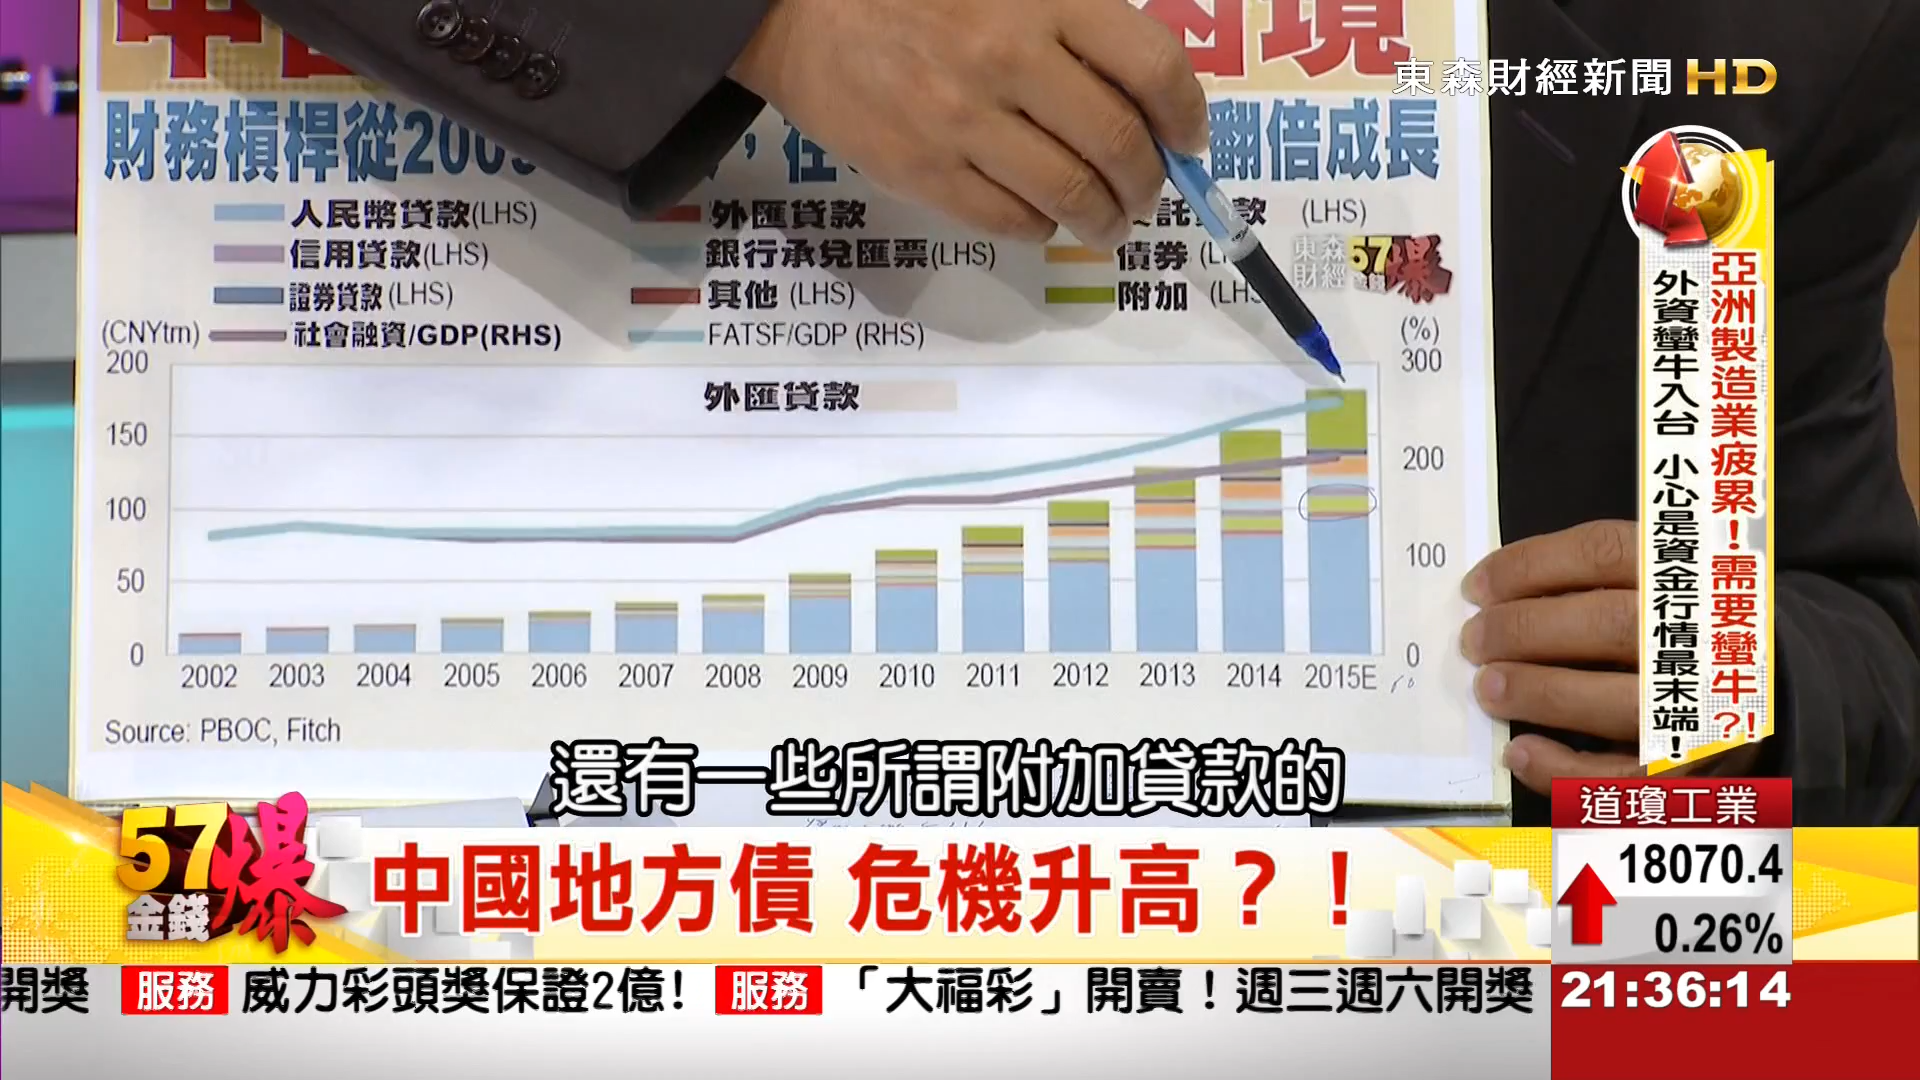 東森財經新聞 HD
境
財務槓桿從2009
翻倍成長
人民幣貸款(LHS)
外匯貸款
款 (LHS)
信用貸款(LHS)
銀行承兌匯票(LHS)
債券
東森財經 57 爆
證券貸款(LHS)
其他 (LHS)
附加 (LHS
(CNYtrn)
社會融資/GDP(RHS)
FATSF/GDP (RHS)
(%)
200
300
外匯貸款
150
200
100
100
50
0
0
2002 2003 2004 2005 2006 2007 2008 2009 2010 2011 2012 2013 2014 2015E
Source: PBOC, Fitch
亞洲製造業疲累！需要蠻牛?!
外資蠻牛入台 小心是資金行情最末端！
還有一些所謂附加貸款的
57金錢爆
中國地方債 危機升高？！
道瓊工業
18070.4
0.26%
開獎 服務 威力彩頭獎保證2億! 服務 「大福彩」開賣！週三週六開獎
21:36:14